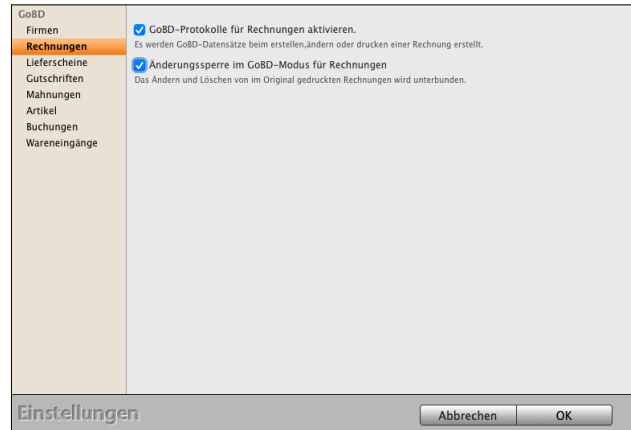 GoBD
Firmen
Rechnungen
Lieferscheine
Gutschriften
Mahnungen
Artikel
Buchungen
Wareneingänge
GoBD-Protokolle für Rechnungen aktivieren.
Es werden GoBD-Datensätze beim erstellen,ändern oder drucken einer Rechnung erstellt.
Änderungssperre im GoBD-Modus für Rechnungen
Das Ändern und Löschen von im Original gedruckten Rechnungen wird unterbunden.
Einstellungen
Abbrechen
OK